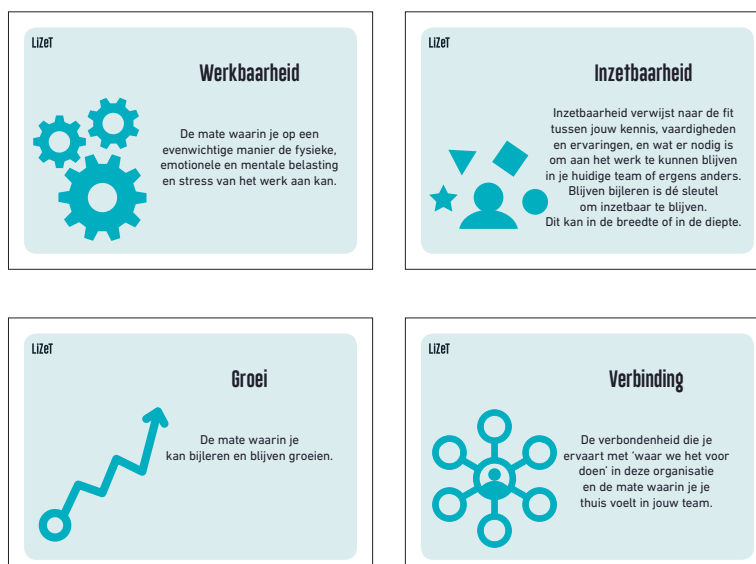 LiZeT
Werkbaarheid
De mate waarin je op een
evenwichtige manier de fysieke,
emotionele en mentale belasting
en stress van het werk aan kan.
LiZeT
Inzetbaarheid
Inzetbaarheid verwijst naar de fit
tussen jouw kennis, vaardigheden
en ervaringen, en wat er nodig is
om aan het werk te kunnen blijven
in je huidige team of ergens anders.
Blijven bijleren is dé sleutel
om inzetbaar te blijven.
Dit kan in de breedte of in de diepte.
LiZeT
Groei
De mate waarin je
kan bijleren en blijven groeien.
LiZeT
Verbinding
De verbondenheid die je
ervaart met ‘waar we het voor
doen’ in deze organisatie
en de mate waarin je je
thuis voelt in jouw team.